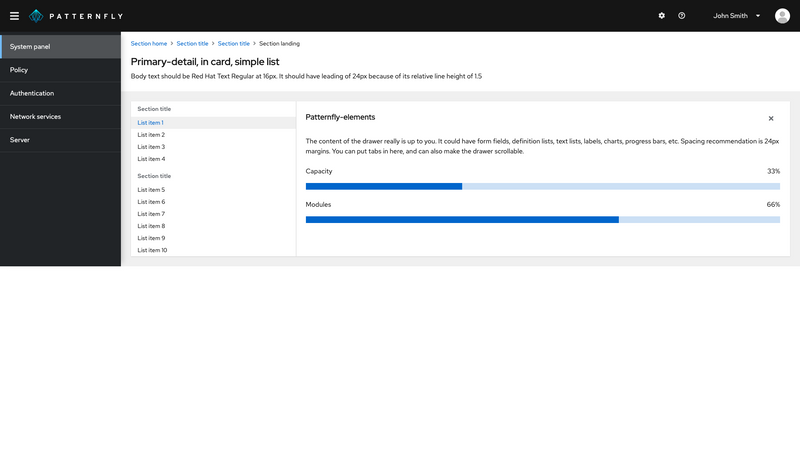 PATTERNFLY
John Smith
System panel
Policy
Authentication
Network services
Server
Section home > Section title > Section title > Section landing
Primary-detail, in card, simple list
Body text should be Red Hat Text Regular at 16px. It should have leading of 24px because of its relative line height of 1.5
Section title
List item 1
List item 2
List item 3
List item 4
Section title
List item 5
List item 6
List item 7
List item 8
List item 9
List item 10
Patternfly-elements
The content of the drawer really is up to you. It could have form fields, definition lists, text lists, labels, charts, progress bars, etc. Spacing recommendation is 24px
margins. You can put tabs in here, and can also make the drawer scrollable.
Capacity 33%
Modules 66%